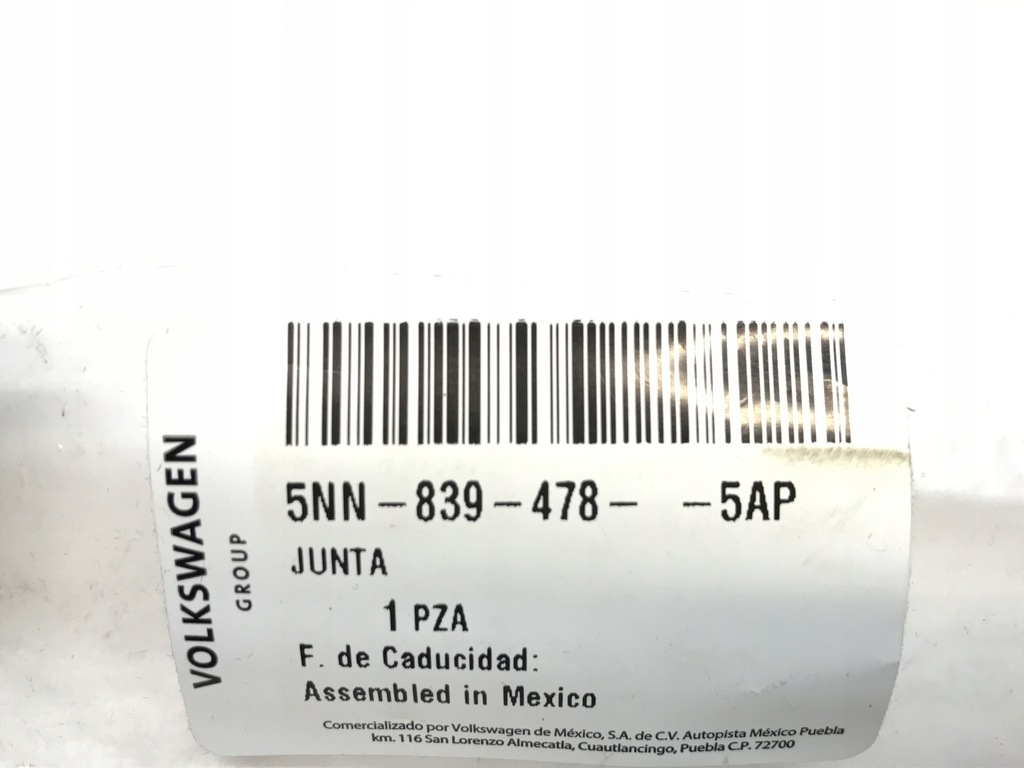 VOLKSWAGEN
GROUP
5NN-839-478- -5AP
JUNTA
1 PZA
F. de Caducidad:
Assembled in Mexico
Comercializado por Volkswagen de México, S.A. de C.V. Autopista México Puebla
km. 116 San Lorenzo Almecatla, Cuautlancingo, Puebla C.P. 72700